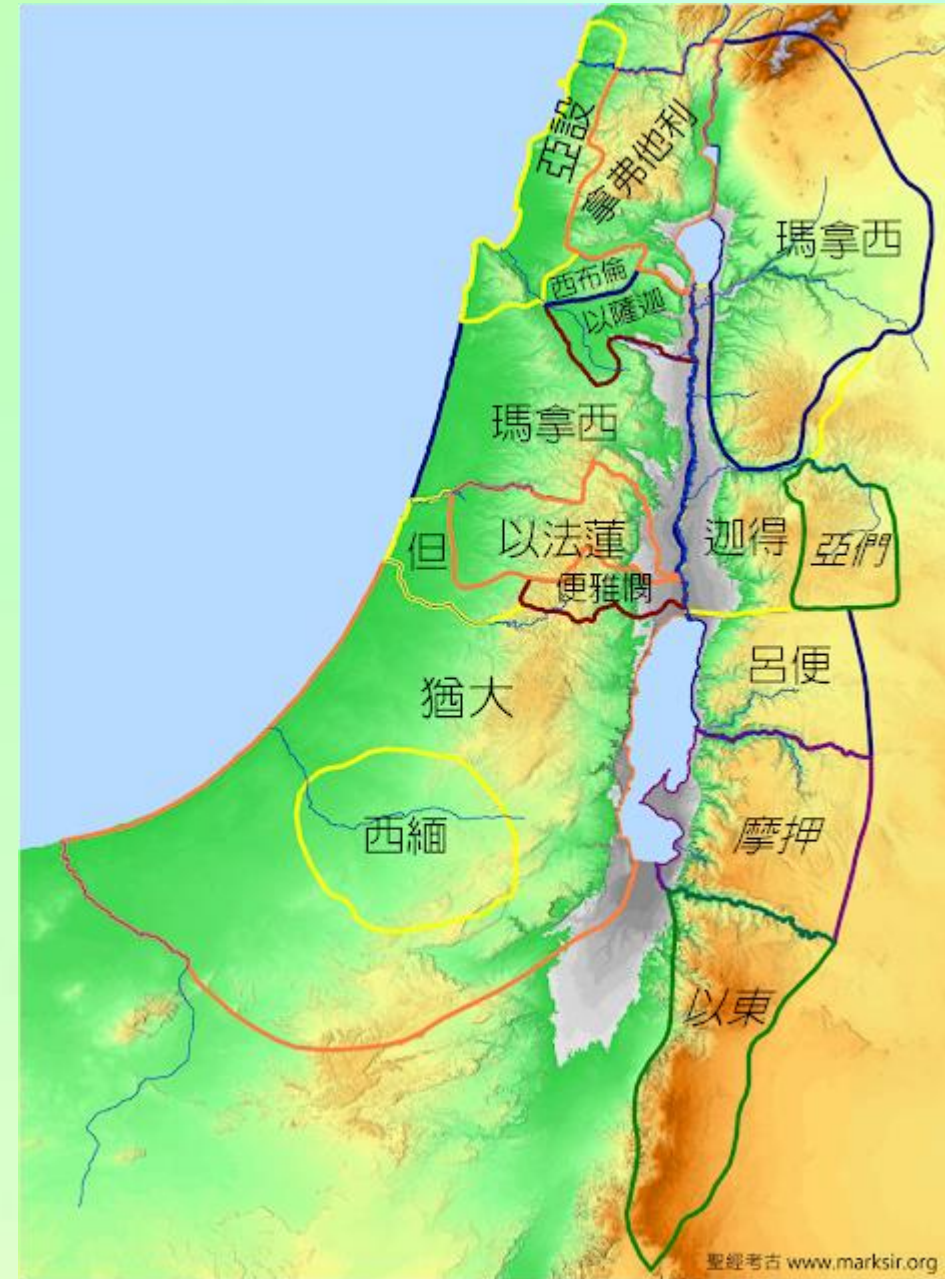 亞設
拿弗他利
瑪拿西
西布倫
以薩迦
瑪拿西
但
以法蓮
迦得
亞們
便雅憫
呂便
猶大
西緬
摩押
以東
聖經考古 www.marksir.org